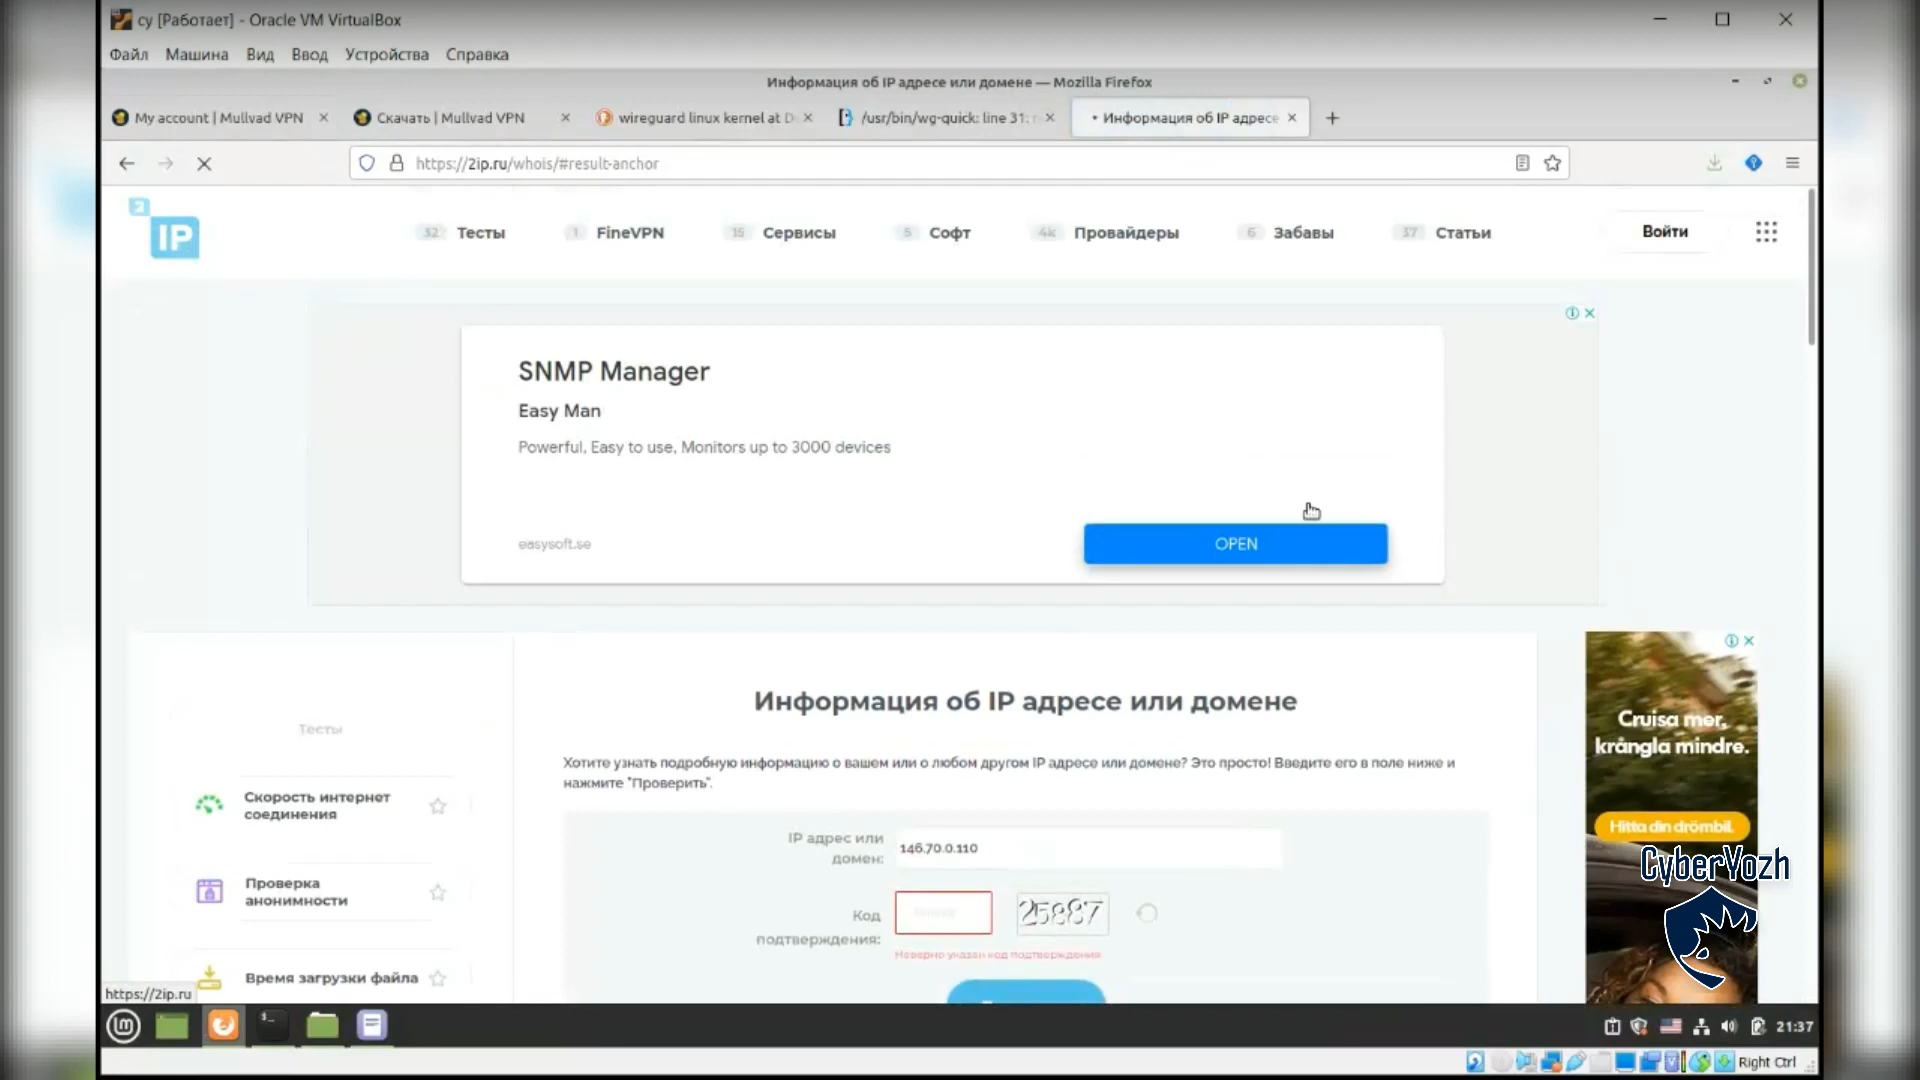 су [Работает] - Oracle VM VirtualBox
Файл Машина Вид Ввод Устройства Справка
Информация об IP адресе или домене — Mozilla Firefox
My account | Mullvad VPN
Скачать | Mullvad VPN
wireguard linux kernel at D
/usr/bin/wg-quick: line 31:
Информация об IP адресе
https://2ip.ru/whois/#result-anchor
2
IP
32 Тесты
1 FineVPN
15 Сервисы
5 Софт
4k Провайдеры
6 Забавы
37 Статьи
Войти
SNMP Manager
Easy Man
Powerful, Easy to use, Monitors up to 3000 devices
easysoft.se
OPEN
Информация об IP адресе или домене
Тесты
Хотите узнать подробную информацию о вашем или о любом другом IP адресе или домене? Это просто! Введите его в поле ниже и
нажмите "Проверить".
Скорость интернет
соединения
IP адрес или
домен:
146.70.0.110
Проверка
анонимности
Код
подтверждения:
25887
Неверно указан код подтверждения
Время загрузки файла
Cruisa mer,
krångla mindre.
Hitta din drömbil.
CyberYozh
https://2ip.ru
21:37
Right Ctrl